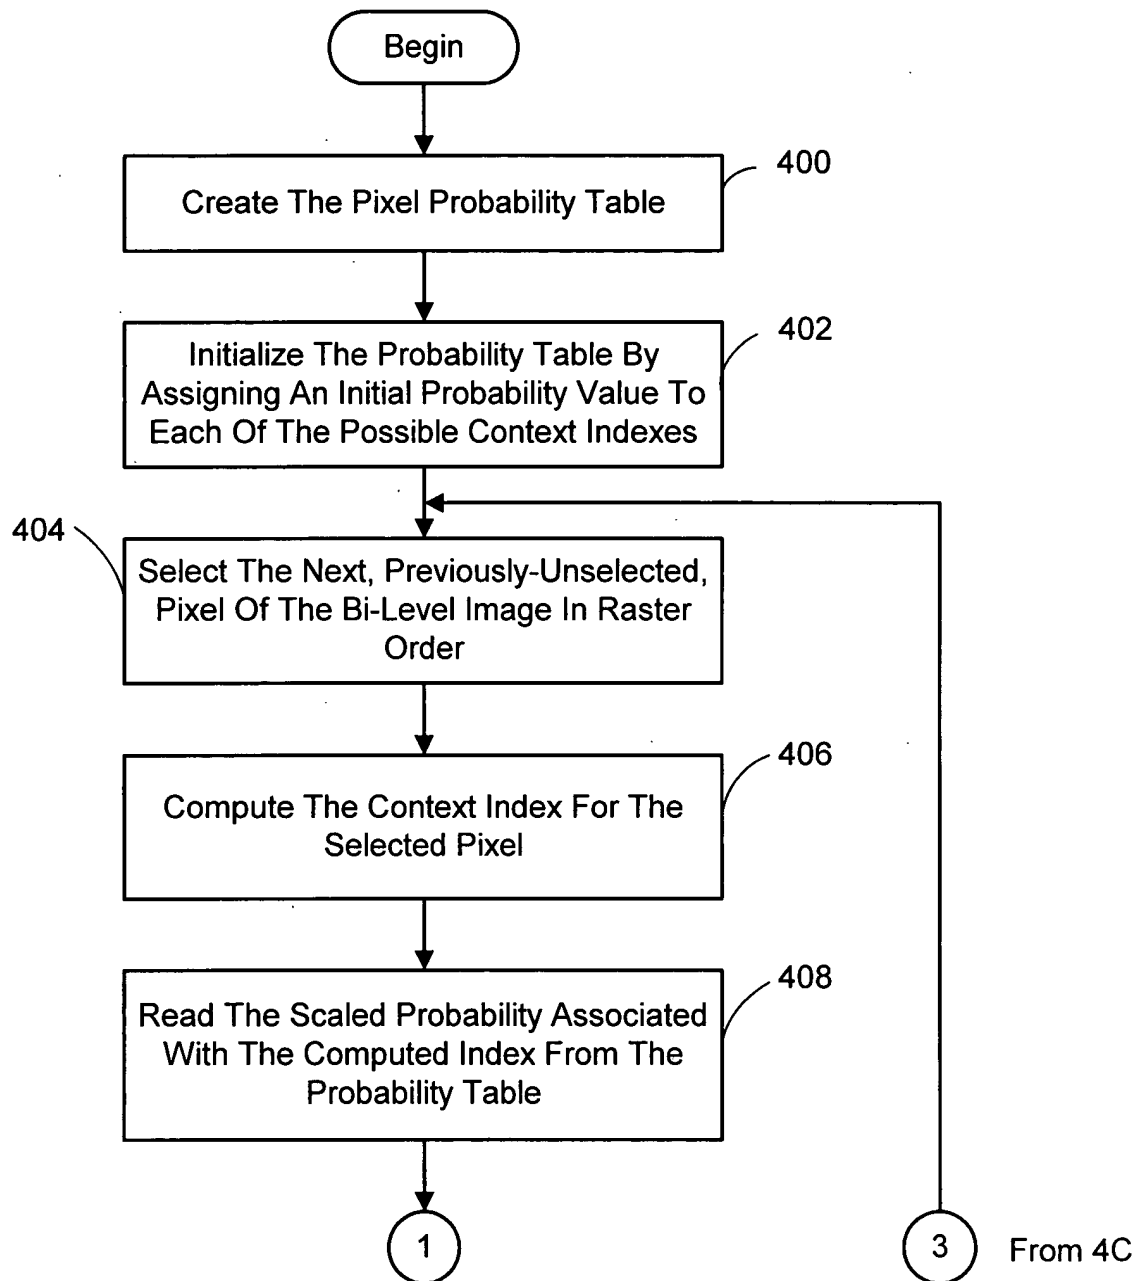 Begin
400
Create The Pixel Probability Table
402
Initialize The Probability Table By
Assigning An Initial Probability Value To
Each Of The Possible Context Indexes
404
Select The Next, Previously-Unselected,
Pixel Of The Bi-Level Image In Raster
Order
406
Compute The Context Index For The
Selected Pixel
408
Read The Scaled Probability Associated
With The Computed Index From The
Probability Table
1
3
From 4C